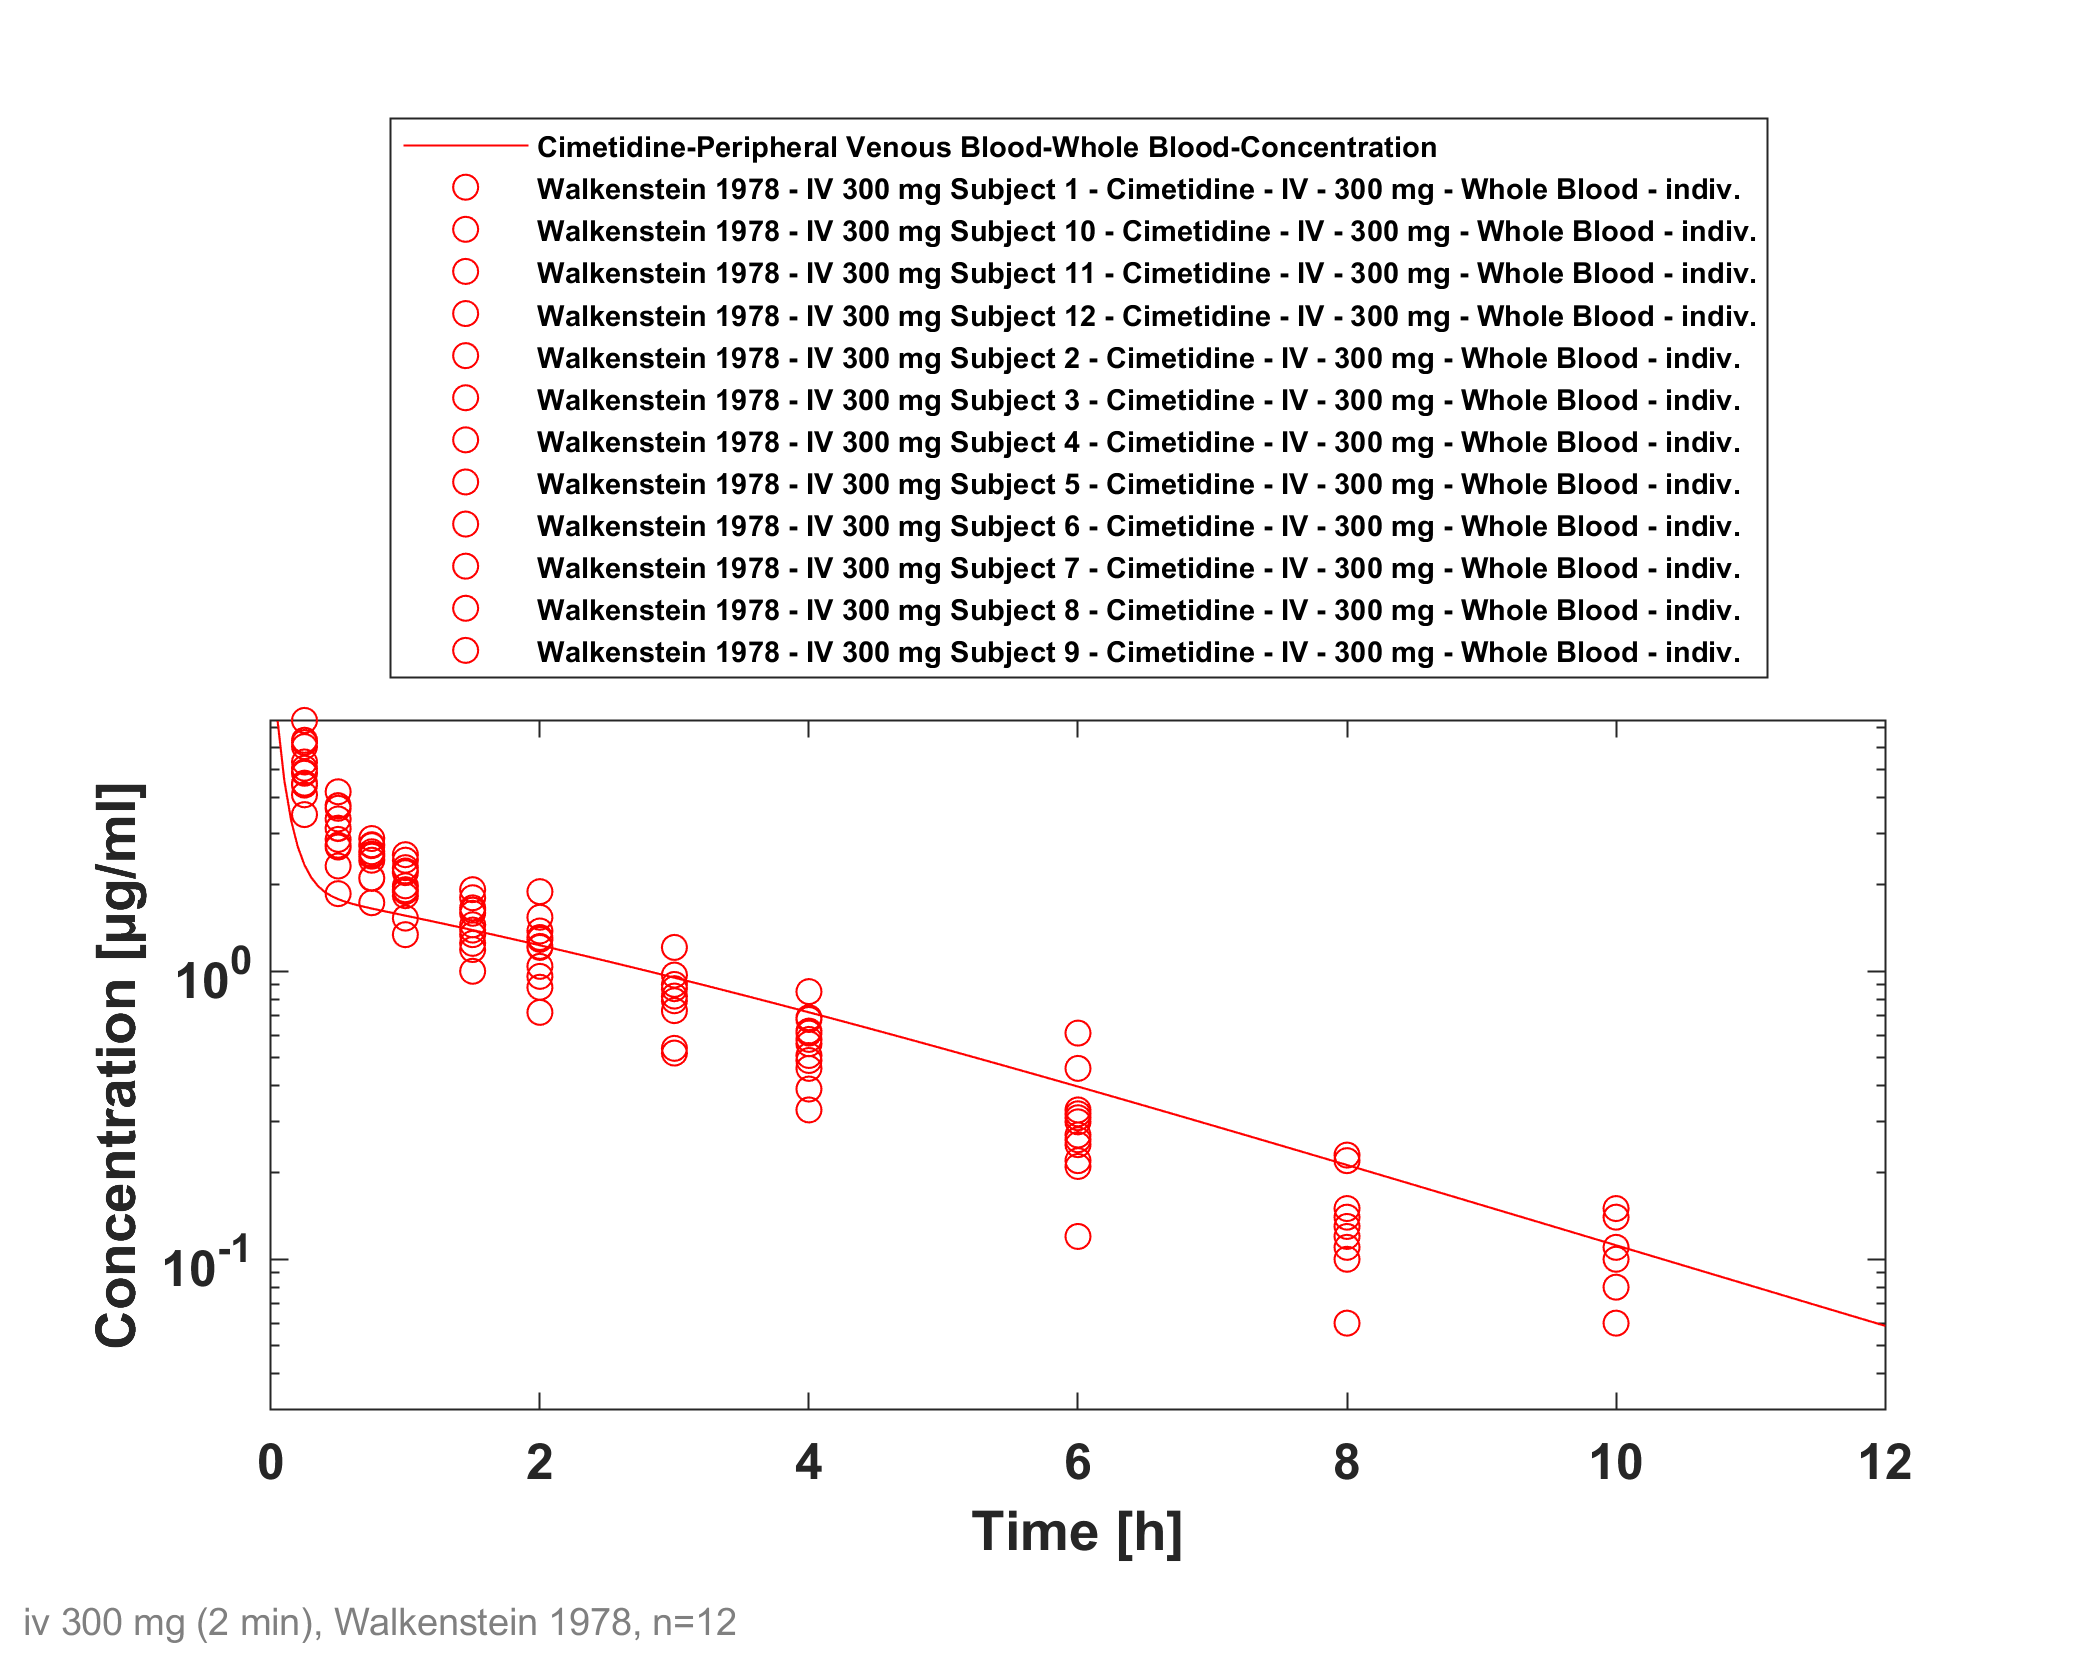 Cimetidine-Peripheral Venous Blood-Whole Blood-Concentration
Walkenstein 1978 - IV 300 mg Subject 1 - Cimetidine - IV - 300 mg - Whole Blood - indiv.
Walkenstein 1978 - IV 300 mg Subject 10 - Cimetidine - IV - 300 mg - Whole Blood - indiv.
Walkenstein 1978 - IV 300 mg Subject 11 - Cimetidine - IV - 300 mg - Whole Blood - indiv.
Walkenstein 1978 - IV 300 mg Subject 12 - Cimetidine - IV - 300 mg - Whole Blood - indiv.
Walkenstein 1978 - IV 300 mg Subject 2 - Cimetidine - IV - 300 mg - Whole Blood - indiv.
Walkenstein 1978 - IV 300 mg Subject 3 - Cimetidine - IV - 300 mg - Whole Blood - indiv.
Walkenstein 1978 - IV 300 mg Subject 4 - Cimetidine - IV - 300 mg - Whole Blood - indiv.
Walkenstein 1978 - IV 300 mg Subject 5 - Cimetidine - IV - 300 mg - Whole Blood - indiv.
Walkenstein 1978 - IV 300 mg Subject 6 - Cimetidine - IV - 300 mg - Whole Blood - indiv.
Walkenstein 1978 - IV 300 mg Subject 7 - Cimetidine - IV - 300 mg - Whole Blood - indiv.
Walkenstein 1978 - IV 300 mg Subject 8 - Cimetidine - IV - 300 mg - Whole Blood - indiv.
Walkenstein 1978 - IV 300 mg Subject 9 - Cimetidine - IV - 300 mg - Whole Blood - indiv.
Concentration [µg/ml]
10^0
10^-1
0 2 4 6 8 10 12
Time [h]
iv 300 mg (2 min), Walkenstein 1978, n=12